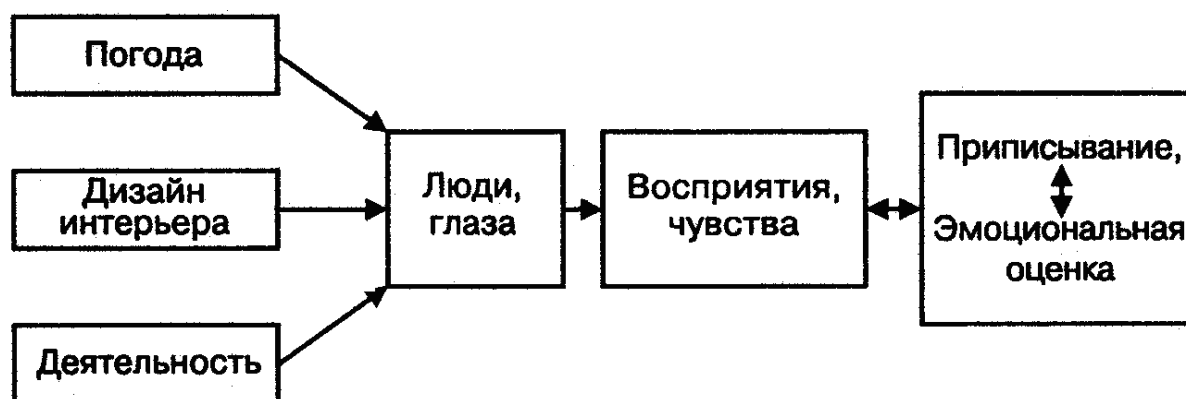 Погода
Дизайн
интерьера
Деятельность
Люди,
глаза
Восприятия,
чувства
Приписывание,
Эмоциональная
оценка